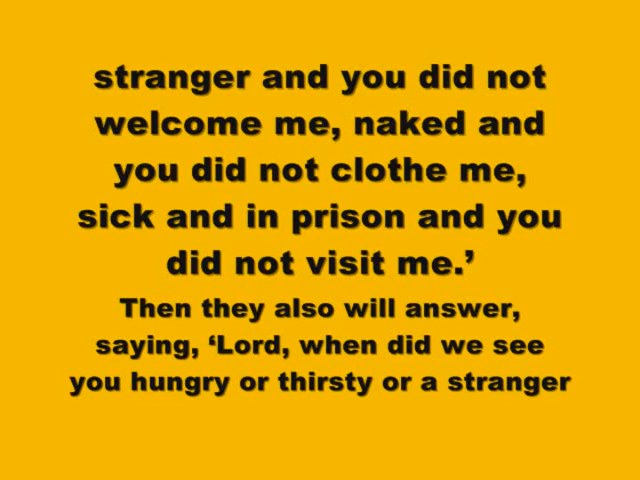 stranger and you did not
welcome me, naked and
you did not clothe me,
sick and in prison and you
did not visit me.’
Then they also will answer,
saying, ‘Lord, when did we see
you hungry or thirsty or a stranger